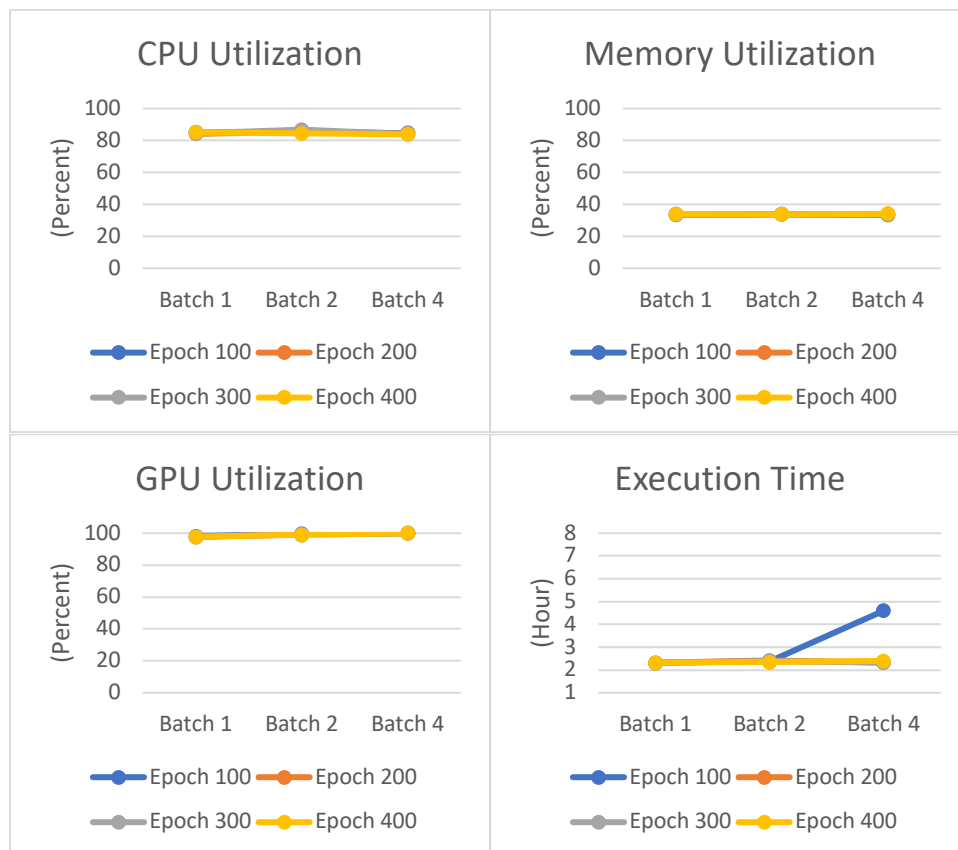 CPU Utilization
(Percent)
100
80
60
40
20
0
Batch 1 Batch 2 Batch 4
Epoch 100 Epoch 200
Epoch 300 Epoch 400
Memory Utilization
(Percent)
100
80
60
40
20
0
Batch 1 Batch 2 Batch 4
Epoch 100 Epoch 200
Epoch 300 Epoch 400
GPU Utilization
(Percent)
100
80
60
40
20
0
Batch 1 Batch 2 Batch 4
Epoch 100 Epoch 200
Epoch 300 Epoch 400
Execution Time
(Hour)
8
7
6
5
4
3
2
1
Batch 1 Batch 2 Batch 4
Epoch 100 Epoch 200
Epoch 300 Epoch 400